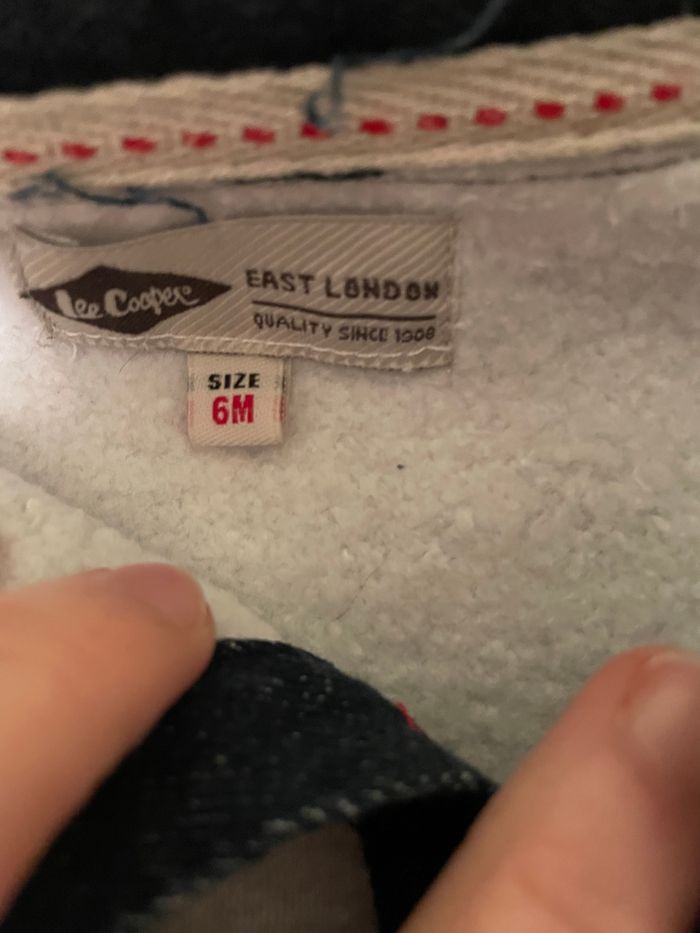 Lee Cooper
EAST LONDON
QUALITY SINCE 1908
SIZE
6M